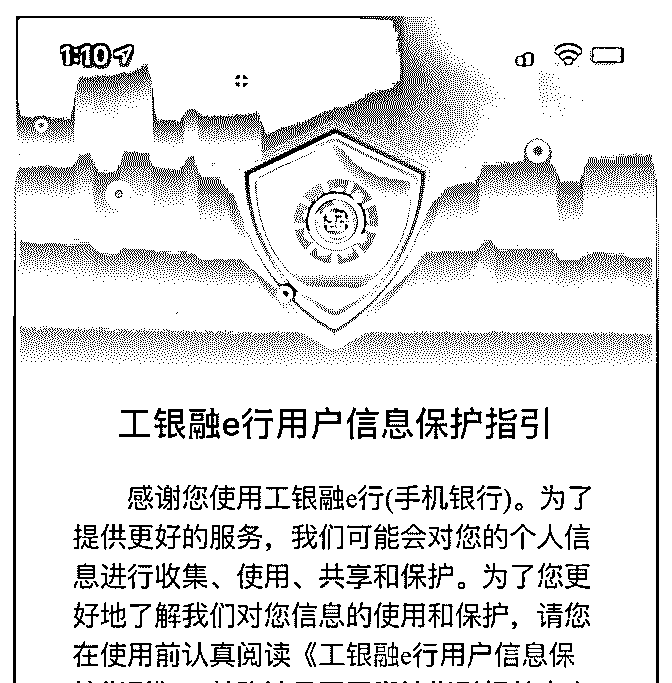 1:10
工银融e行用户信息保护指引
感谢您使用工银融e行(手机银行)。为了
提供更好的服务，我们可能会对您的个人信
息进行收集、使用、共享和保护。为了您更
好地了解我们对您信息的使用和保护，请您
在使用前认真阅读《工银融e行用户信息保